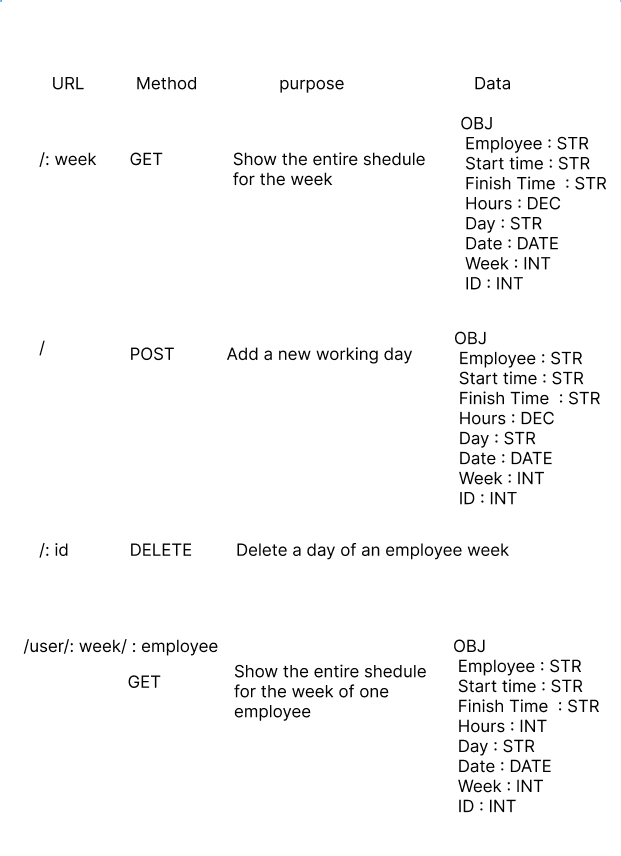 URL Method purpose Data
/: week GET Show the entire shedule for the week
OBJ
Employee : STR
Start time : STR
Finish Time : STR
Hours : DEC
Day : STR
Date : DATE
Week : INT
ID : INT
/ POST Add a new working day
OBJ
Employee : STR
Start time : STR
Finish Time : STR
Hours : DEC
Day : STR
Date : DATE
Week : INT
ID : INT
/: id DELETE Delete a day of an employee week
/user/: week/ : employee
GET
Show the entire shedule
for the week of one
employee
OBJ
Employee : STR
Start time : STR
Finish Time : STR
Hours : INT
Day : STR
Date : DATE
Week : INT
ID : INT